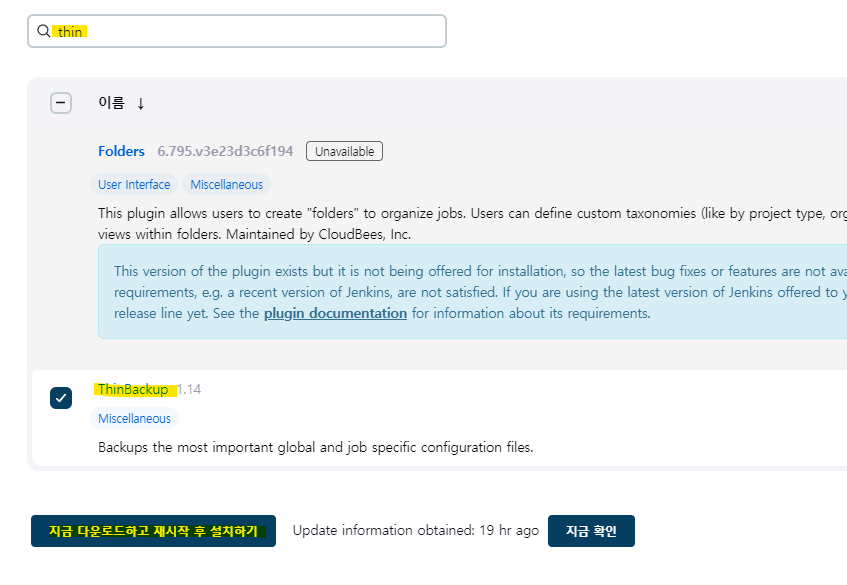 thin
이름 ↓
Folders 6.795.v3e23d3c6f194 Unavailable
User Interface Miscellaneous
This plugin allows users to create "folders" to organize jobs. Users can define custom taxonomies (like by project type, org
views within folders. Maintained by CloudBees, Inc.
This version of the plugin exists but it is not being offered for installation, so the latest bug fixes or features are not ava
requirements, e.g. a recent version of Jenkins, are not satisfied. If you are using the latest version of Jenkins offered to y
release line yet. See the plugin documentation for information about its requirements.
ThinBackup 1.14
Miscellaneous
Backups the most important global and job specific configuration files.
지금 다운로드하고 재시작 후 설치하기 Update information obtained: 19 hr ago 지금 확인